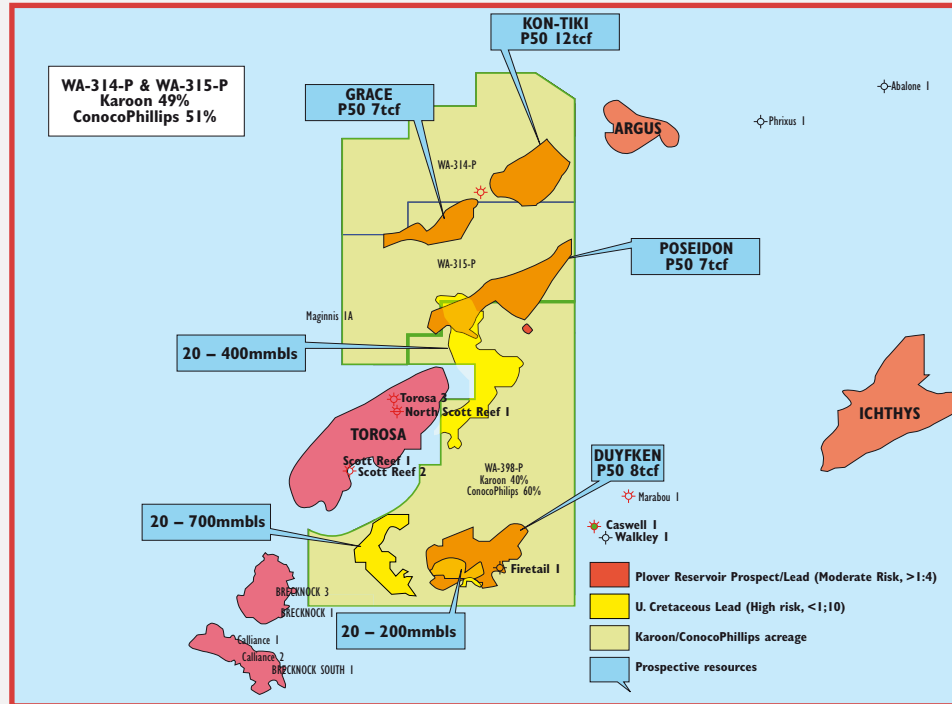 KON-TIKI
P50 12tcf
WA-314-P & WA-315-P
Karoon 49%
ConocoPhillips 51%
GRACE
P50 7tcf
Abalone 1
Phrixus 1
ARGUS
WA-314-P
POSEIDON
P50 7tcf
WA-315-P
Maginnis 1A
20 – 400mmbls
Torosa 3
North Scott Reef 1
ICHTHYS
TOROSA
Scott Reef 1
Scott Reef 2
DUYFKEN
P50 8tcf
WA-398-P
Karoon 40%
ConocoPhilips 60%
Marabou 1
20 – 700mmbls
Caswell 1
Walkley 1
Firetail 1
Plover Reservoir Prospect/Lead (Moderate Risk, >1:4)
BRECKNOCK 3
U. Cretaceous Lead (High risk, <1;10)
BRECKNOCK 1
20 – 200mmbls
Karoon/ConocoPhillips acreage
Calliance 1
Calliance 2
BRECKNOCK SOUTH 1
Prospective resources